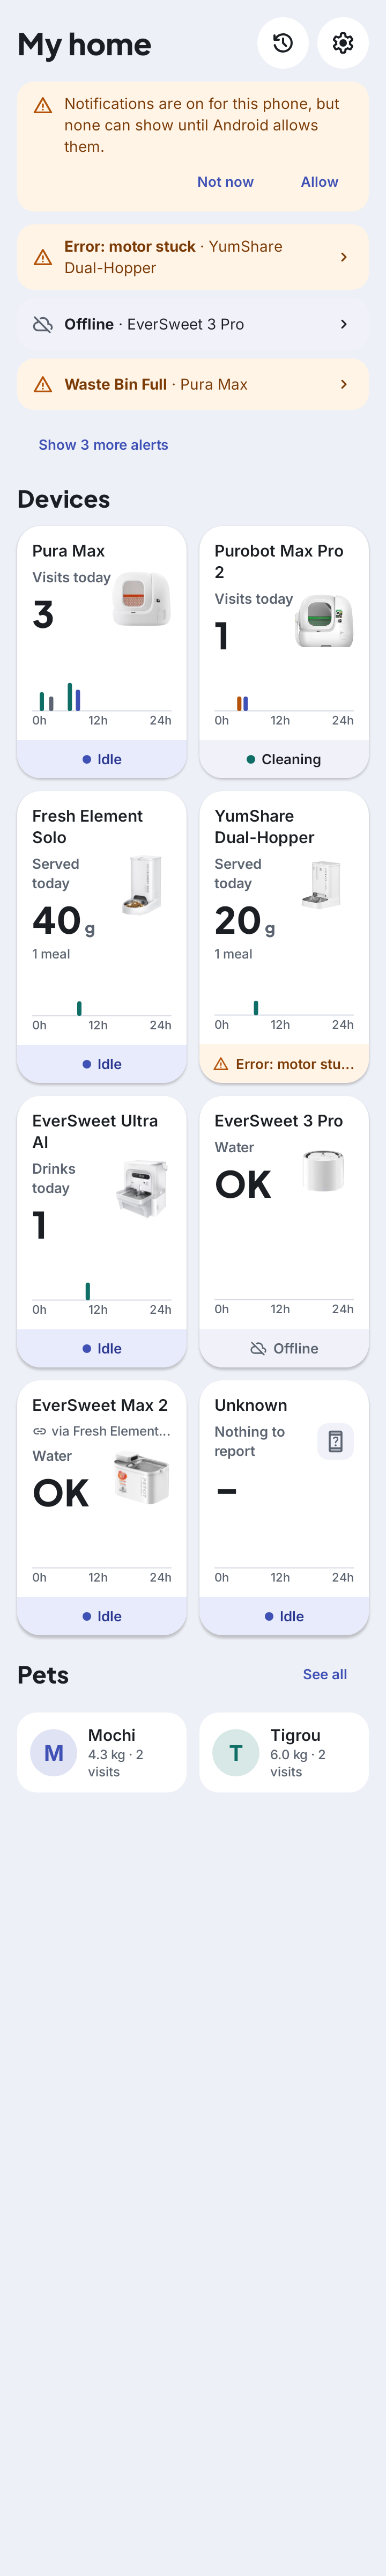 My home
Notifications are on for this phone, but
none can show until Android allows
them.
Not now
Allow
Error: motor stuck · YumShare
Dual-Hopper
Offline · EverSweet 3 Pro
Waste Bin Full · Pura Max
Show 3 more alerts
Devices
Pura Max
Visits today
3
0h 12h 24h
Idle
Purobot Max Pro
2
Visits today
1
0h 12h 24h
Cleaning
Fresh Element
Solo
Served
today
40 g
1 meal
0h 12h 24h
Idle
YumShare
Dual-Hopper
Served
today
20 g
1 meal
0h 12h 24h
Error: motor stu...
EverSweet Ultra
AI
Drinks
today
1
0h 12h 24h
Idle
EverSweet 3 Pro
Water
OK
0h 12h 24h
Offline
EverSweet Max 2
via Fresh Element...
Water
OK
0h 12h 24h
Idle
Unknown
Nothing to
report
–
0h 12h 24h
Idle
Pets
See all
M
Mochi
4.3 kg · 2
visits
T
Tigrou
6.0 kg · 2
visits